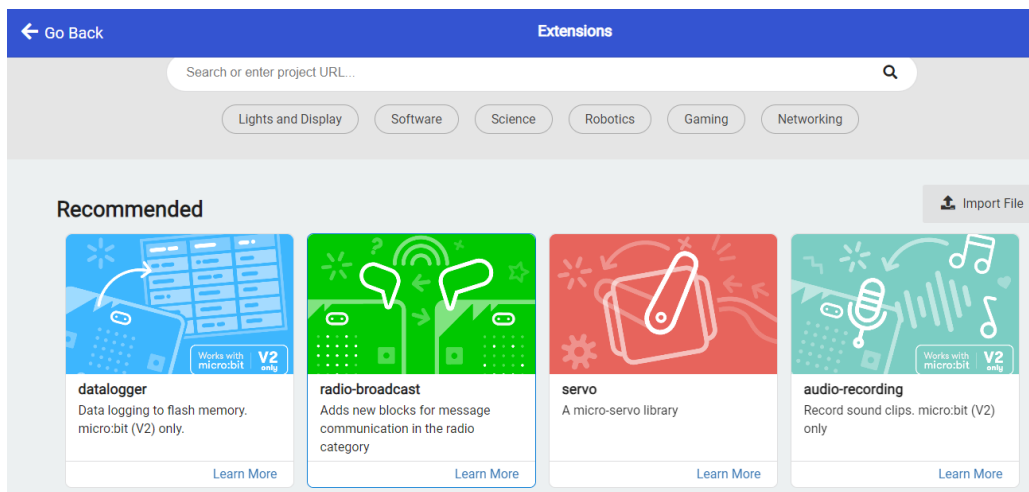 Go Back
Extensions
Search or enter project URL...
Lights and Display
Software
Science
Robotics
Gaming
Networking
Recommended
Import File
Works with V2
micro:bit only
datalogger
Data logging to flash memory.
micro:bit (V2) only.
Learn More
?
radio-broadcast
Adds new blocks for message
communication in the radio
category
Learn More
servo
A micro-servo library
Learn More
Works with V2
micro:bit only
audio-recording
Record sound clips. micro:bit (V2)
only
Learn More